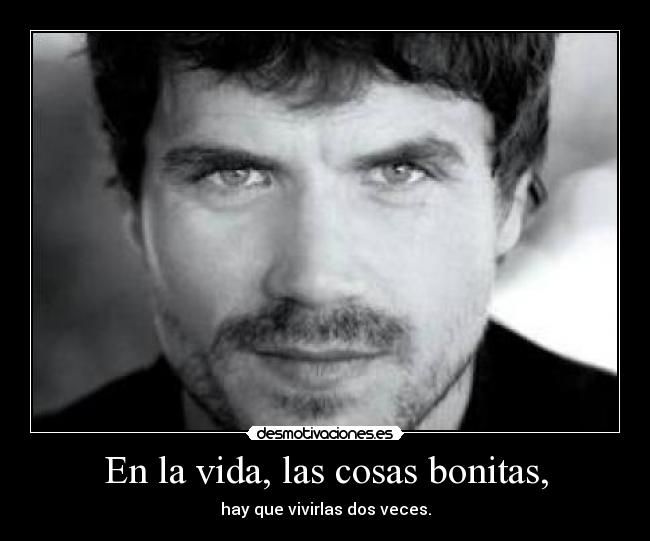 desmotivaciones.es
En la vida, las cosas bonitas,
hay que vivirlas dos veces.